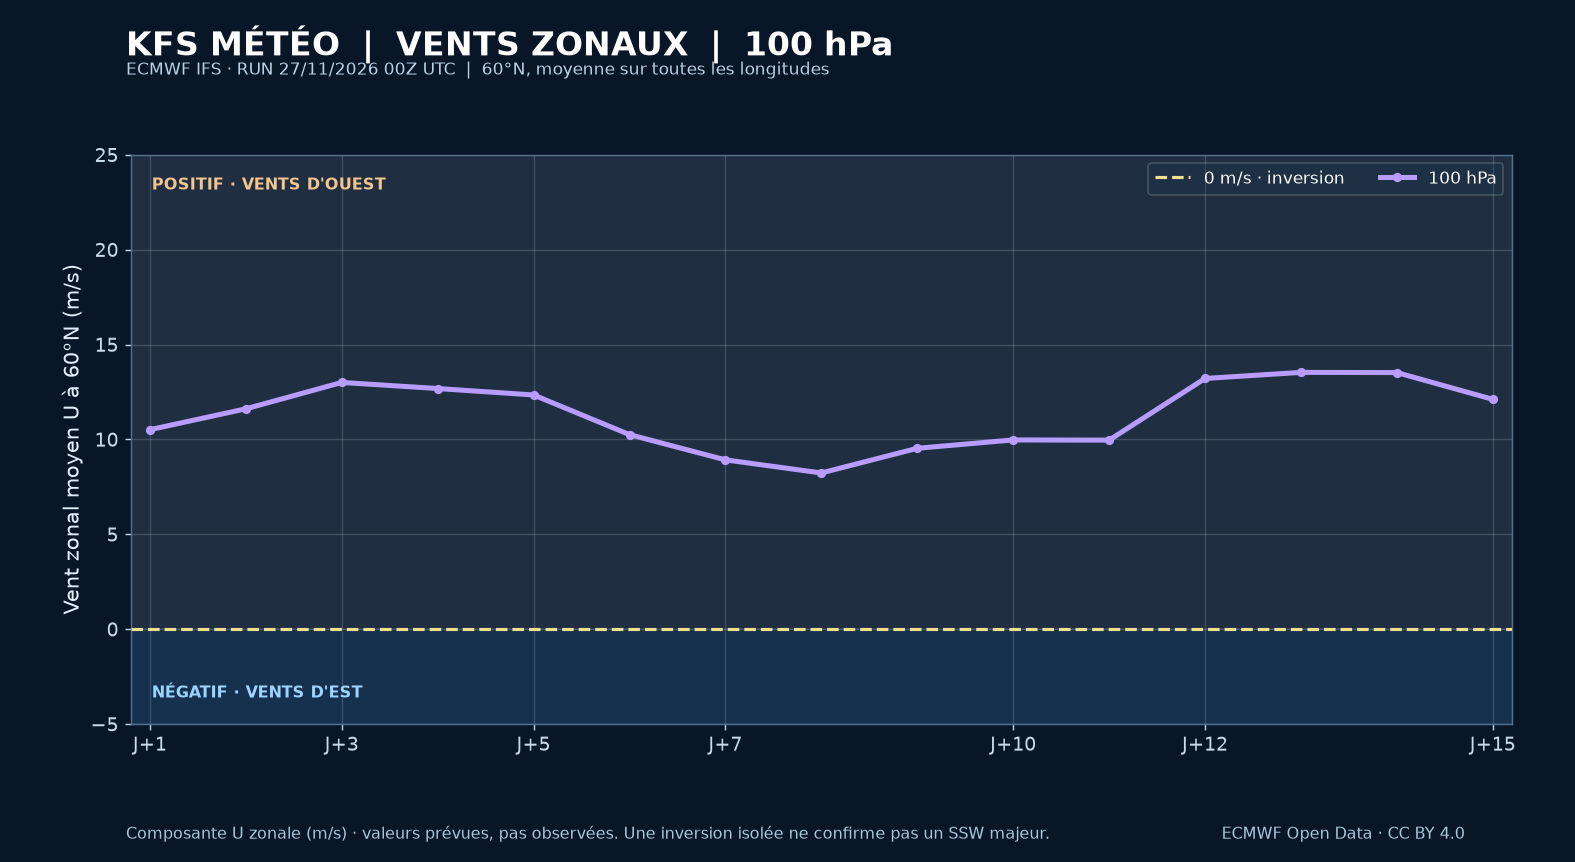 KFS MÉTÉO | VENTS ZONAUX | 100 hPa
ECMWF IFS · RUN 27/11/2026 00Z UTC | 60°N, moyenne sur toutes les longitudes
POSITIF · VENTS D'OUEST
0 m/s · inversion
100 hPa
Vent zonal moyen U à 60°N (m/s)
25
20
15
10
5
0
−5
NÉGATIF · VENTS D'EST
J+1 J+3 J+5 J+7 J+10 J+12 J+15
Composante U zonale (m/s) · valeurs prévues, pas observées. Une inversion isolée ne confirme pas un SSW majeur.
ECMWF Open Data · CC BY 4.0